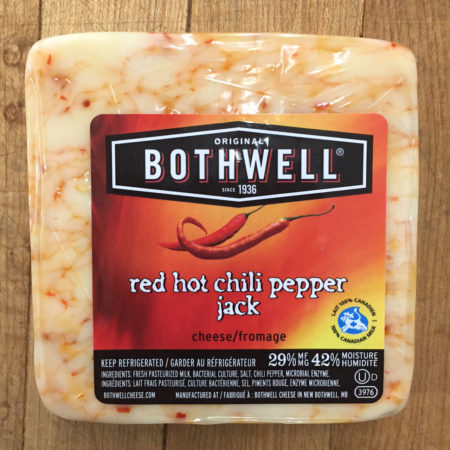 ORIGINAL
BOTHWELL®
SINCE 1936
red hot chili pepper
jack
cheese/fromage
LAIT 100% CANADIEN
100% CANADIAN MILK
KEEP REFRIGERATED / GARDER AU RÉFRIGÉRATEUR
29% MF MG 42% MOISTURE HUMIDITÉ
INGREDIENTS: FRESH PASTEURIZED MILK, BACTERIAL CULTURE, SALT, CHILI PEPPER, MICROBIAL ENZYME.
INGRÉDIENTS: LAIT FRAIS PASTEURISÉ, CULTURE BACTÉRIENNE, SEL, PIMENTS ROUGE, ENZYME MICROBIENNE.
U D
3976
BOTHWELLCHEESE.COM MANUFACTURED AT / FABRIQUÉ À : BOTHWELL CHEESE IN NEW BOTHWELL, MB